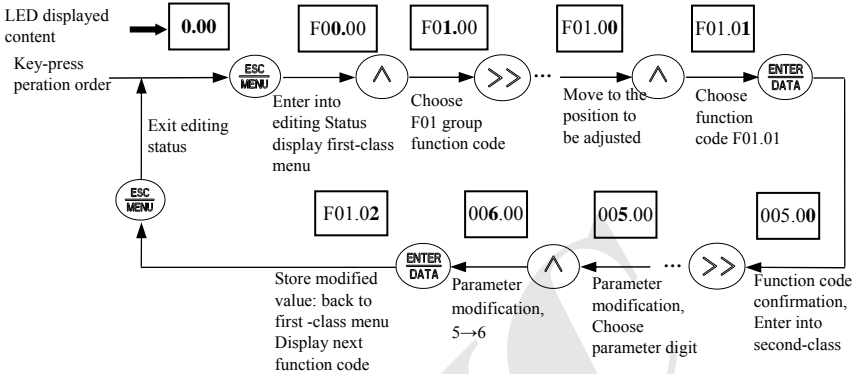 LED displayed
content
0.00
F00.00
F01.00
F01.00
F01.01
Key-press
peration order
ESC
MENU
∧
>>
...
∧
ENTER
DATA
Enter into
editing Status
display first-class
menu
Choose
F01 group
function code
Move to the
position to
be adjusted
Choose
function
code F01.01
Exit editing
status
ESC
MENU
F01.02
006.00
005.00
005.00
ENTER
DATA
∧
...
>>
Store modified
value: back to
first -class menu
Display next
function code
Parameter
modification,
5→6
Parameter
modification,
Choose
parameter digit
Function code
confirmation,
Enter into
second-class